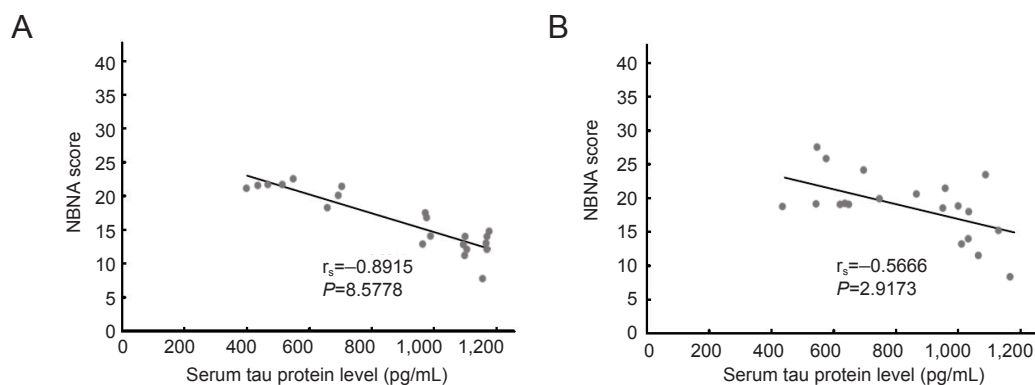 A
NBNA score
40
35
30
25
20
15
10
5
0
rs=–0.8915
P=8.5778
0 200 400 600 800 1,000 1,200
Serum tau protein level (pg/mL)
B
NBNA score
40
35
30
25
20
15
10
5
0
rs=–0.5666
P=2.9173
0 200 400 600 800 1,000 1,200
Serum tau protein level (pg/mL)